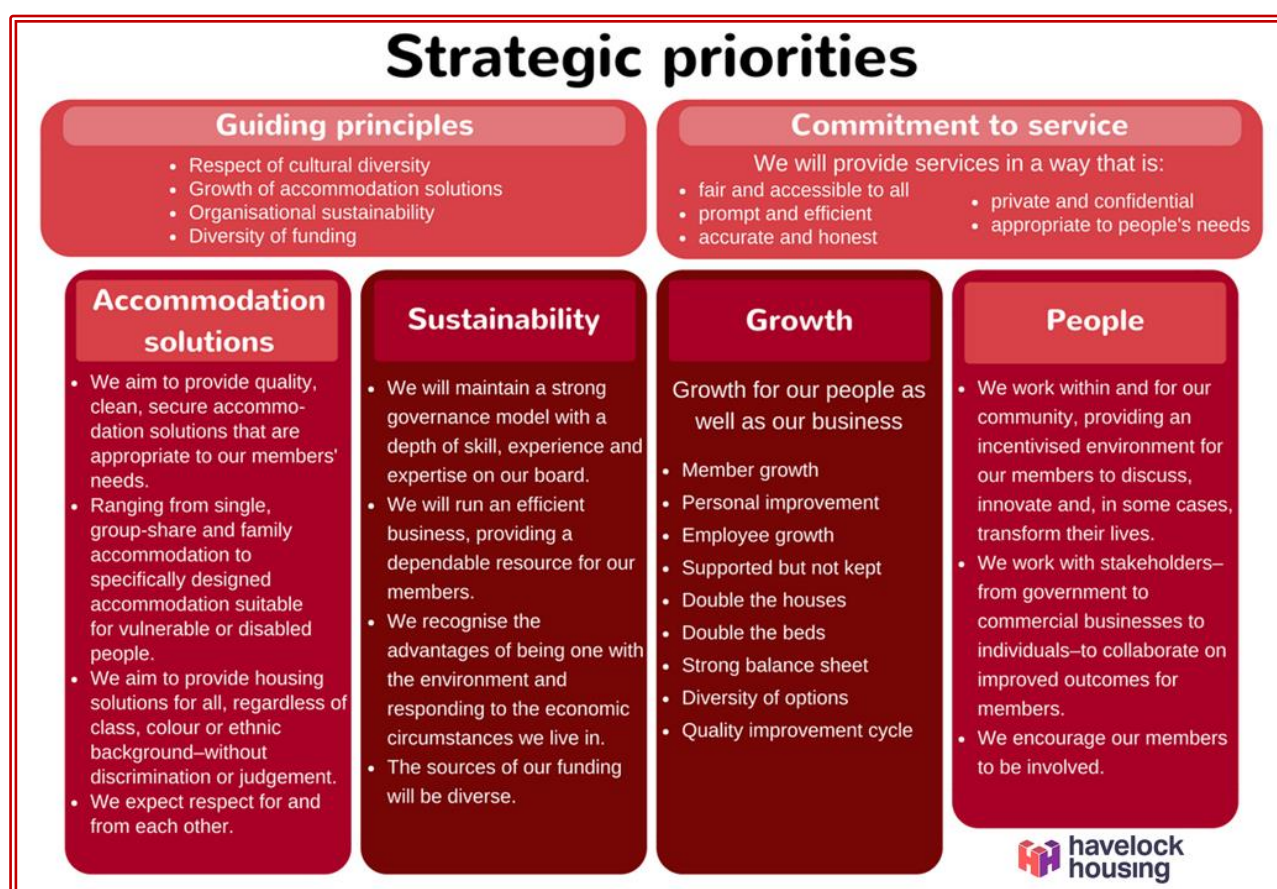 Strategic priorities
Guiding principles
• Respect of cultural diversity
• Growth of accommodation solutions
• Organisational sustainability
• Diversity of funding
Commitment to service
We will provide services in a way that is:
• fair and accessible to all
• prompt and efficient
• accurate and honest
• private and confidential
• appropriate to people's needs
Accommodation
solutions
• We aim to provide quality,
clean, secure accommo-
dation solutions that are
appropriate to our members'
needs.
• Ranging from single,
group-share and family
accommodation to
specifically designed
accommodation suitable
for vulnerable or disabled
people.
• We aim to provide housing
solutions for all, regardless of
class, colour or ethnic
background–without
discrimination or judgement.
• We expect respect for and
from each other.
Sustainability
• We will maintain a strong
governance model with a
depth of skill, experience and
expertise on our board.
• We will run an efficient
business, providing a
dependable resource for our
members.
• We recognise the
advantages of being one with
the environment and
responding to the economic
circumstances we live in.
• The sources of our funding
will be diverse.
Growth
Growth for our people as
well as our business
• Member growth
• Personal improvement
• Employee growth
• Supported but not kept
• Double the houses
• Double the beds
• Strong balance sheet
• Diversity of options
• Quality improvement cycle
People
• We work within and for our
community, providing an
incentivised environment for
our members to discuss,
innovate and, in some cases,
transform their lives.
• We work with stakeholders–
from government to
commercial businesses to
individuals–to collaborate on
improved outcomes for
members.
• We encourage our members
to be involved.
havelock
housing